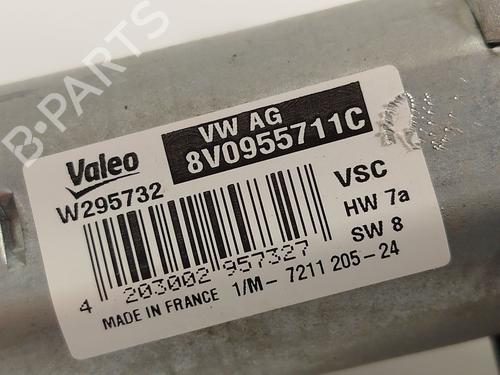 B-PARTS
Valeo
VW AG
8V0955711C
W295732
VSC
HW 7a
SW 8
4 203002 957327
MADE IN FRANCE 1/M- 7211 205-24